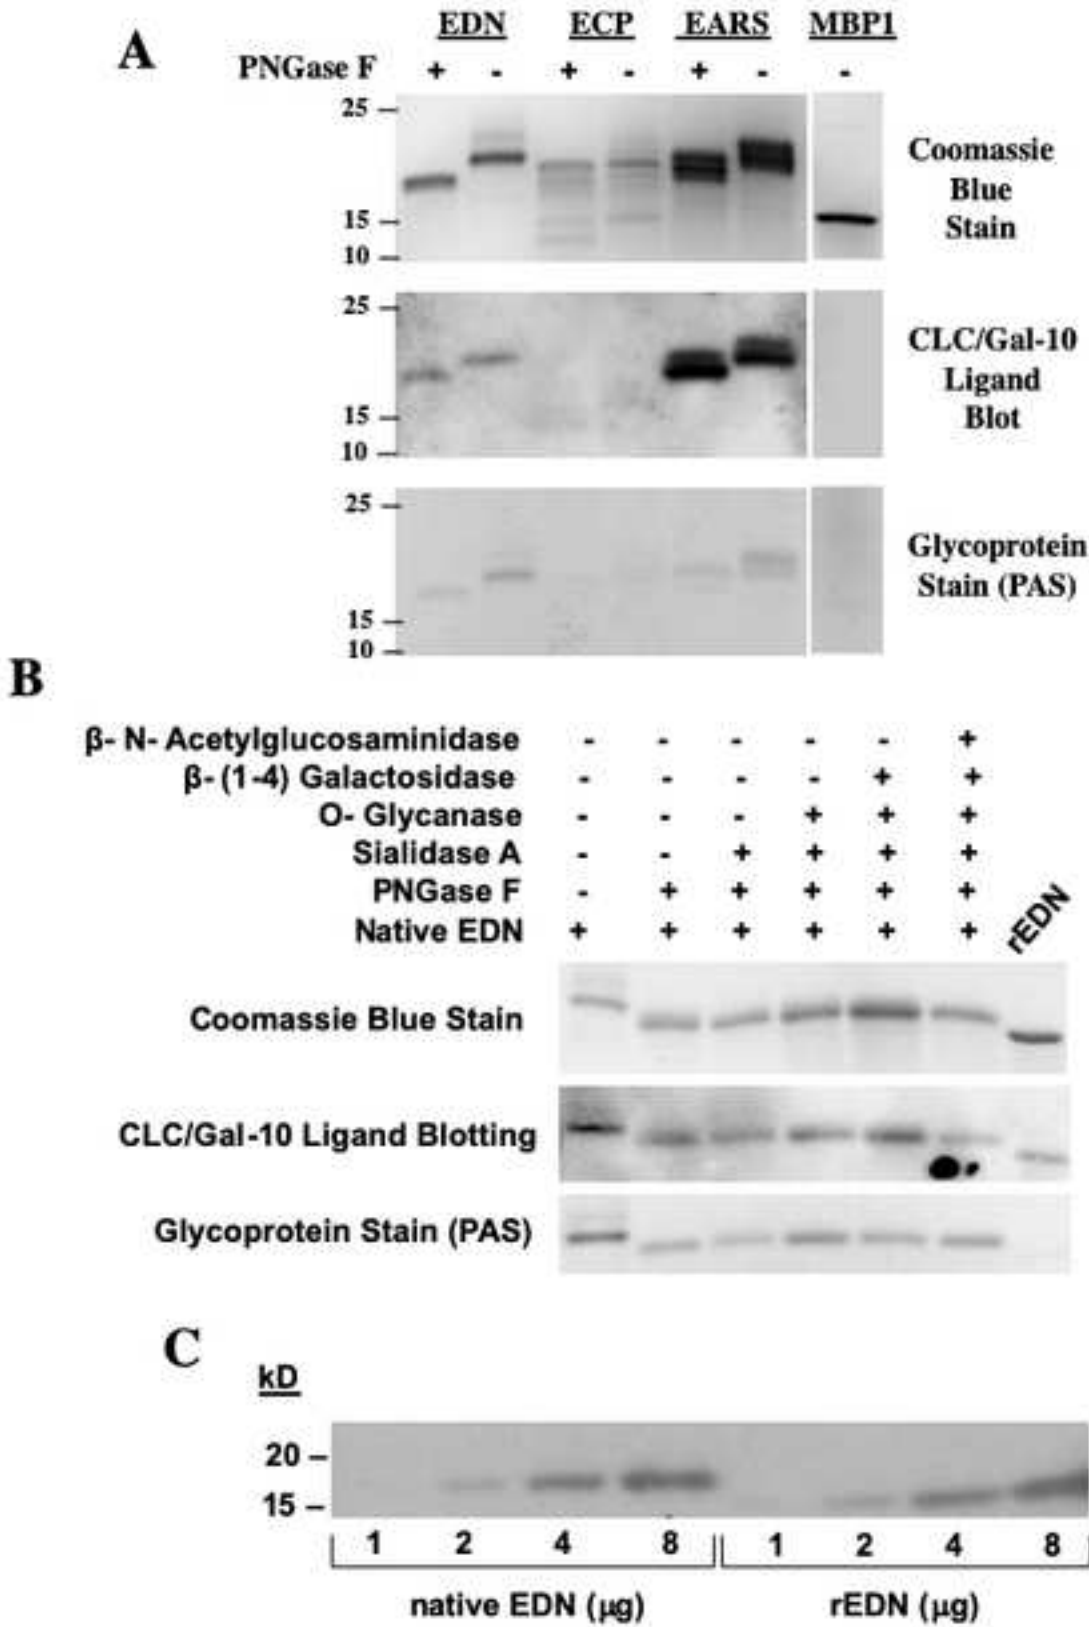 A
EDN ECP EARS MBP1
PNGase F + - + - + - -
25
15
10
Coomassie
Blue
Stain
25
15
10
CLC/Gal-10
Ligand
Blot
25
15
10
Glycoprotein
Stain (PAS)
B
β- N- Acetylglucosaminidase - - - - - +
β- (1-4) Galactosidase - - - - + +
O- Glycanase - - - + + +
Sialidase A - - + + + +
PNGase F - + + + + +
Native EDN + + + + + + rEDN
Coomassie Blue Stain
CLC/Gal-10 Ligand Blotting
Glycoprotein Stain (PAS)
C
kD
20
15
1 2 4 8 1 2 4 8
native EDN (μg) rEDN (μg)